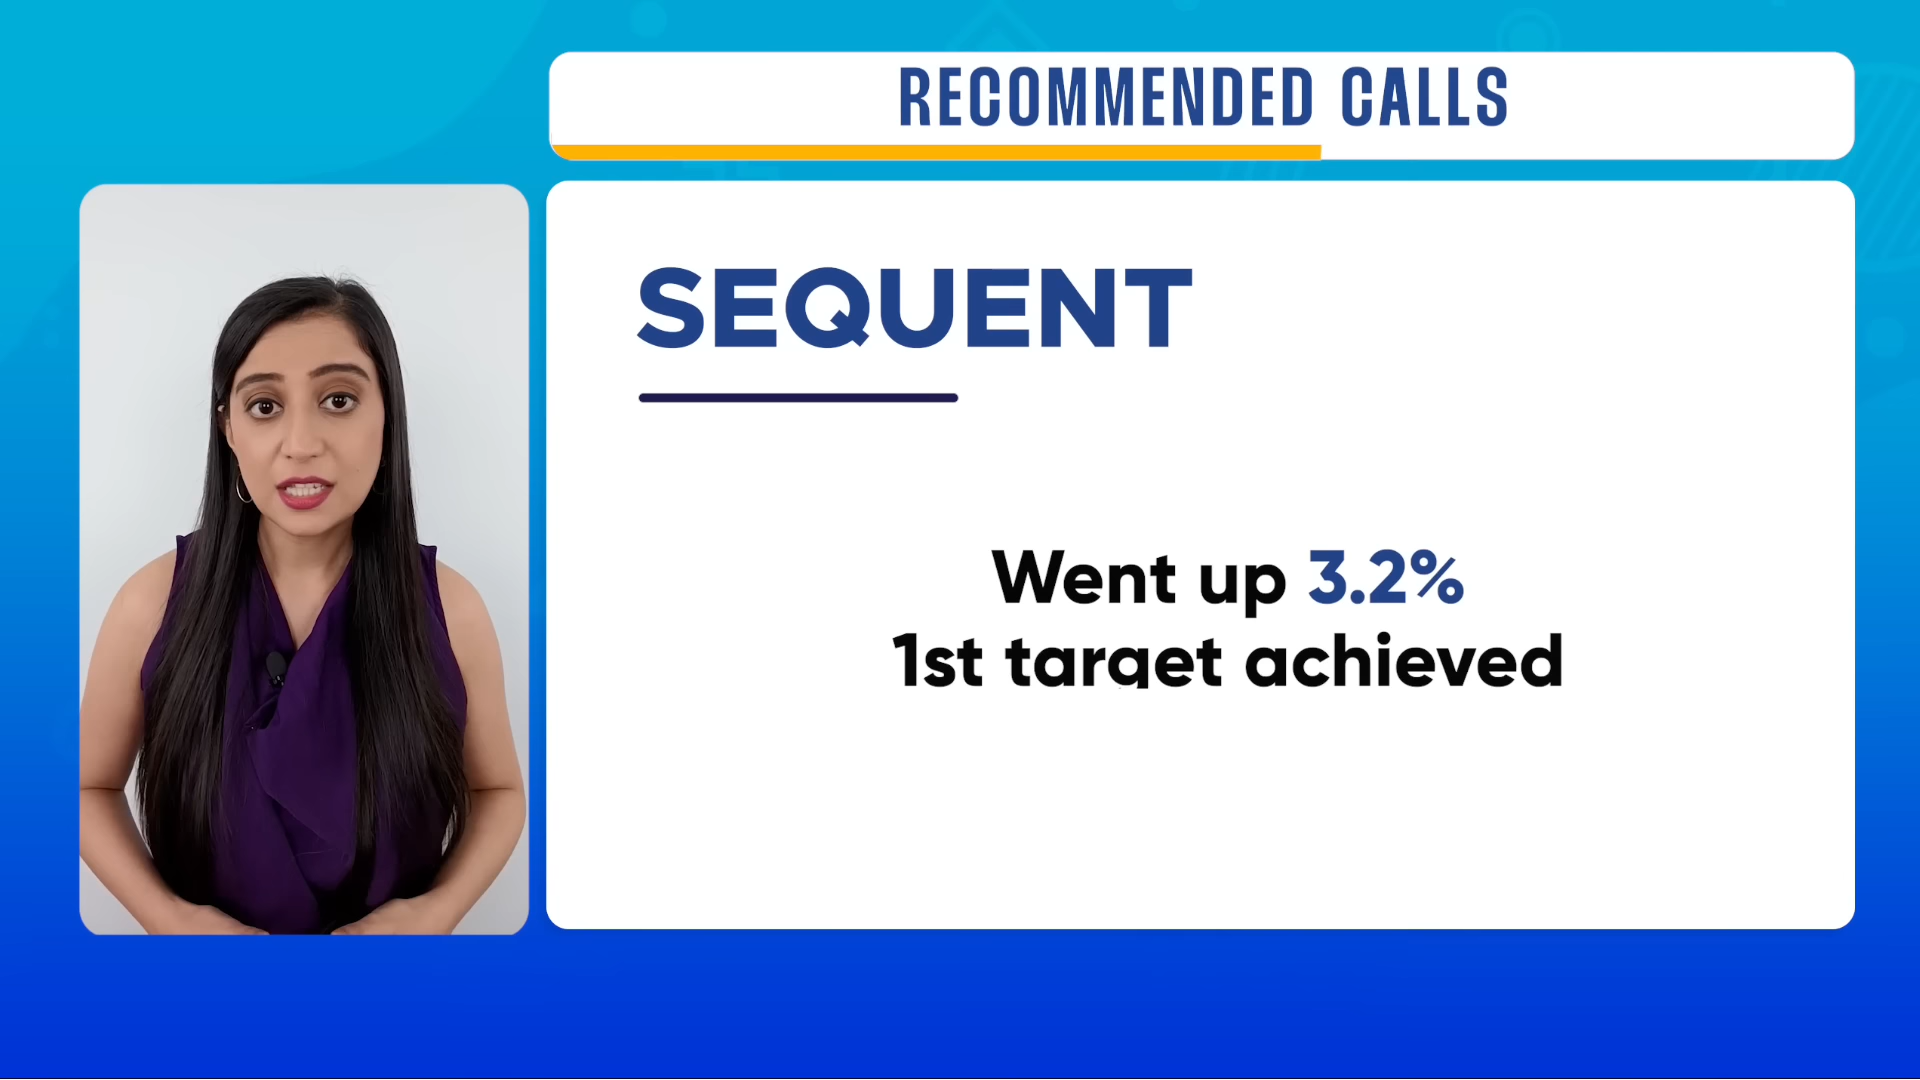 RECOMMENDED CALLS
SEQUENT
Went up 3.2%
1st target achieved